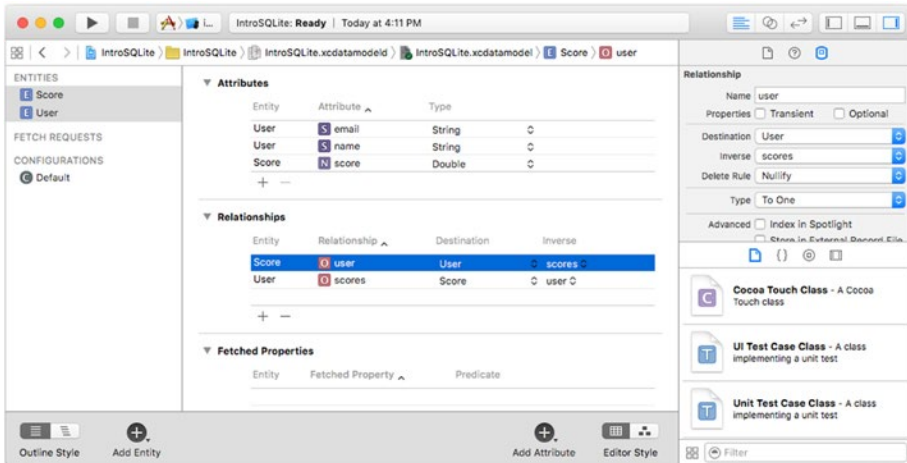 i... IntroSQLite: Ready | Today at 4:11 PM
IntroSQLite IntroSQLite IntroSQLite.xcdatamodeld IntroSQLite.xcdatamodel E Score O user
ENTITIES
E Score
E User
FETCH REQUESTS
CONFIGURATIONS
C Default
Attributes
Entity Attribute Type
User S email String
User S name String
Score N score Double
+ −
Relationships
Entity Relationship Destination Inverse
Score O user User scores
User O scores Score user
+ −
Fetched Properties
Entity Fetched Property Predicate
Outline Style
Add Entity
Add Attribute
Editor Style
Relationship
Name user
Properties Transient Optional
Destination User
Inverse scores
Delete Rule Nullify
Type To One
Advanced Index in Spotlight
Store in External Record File
{}
C Cocoa Touch Class - A Cocoa
Touch class
T UI Test Case Class - A class
implementing a unit test
T Unit Test Case Class - A class
implementing a unit test
Filter